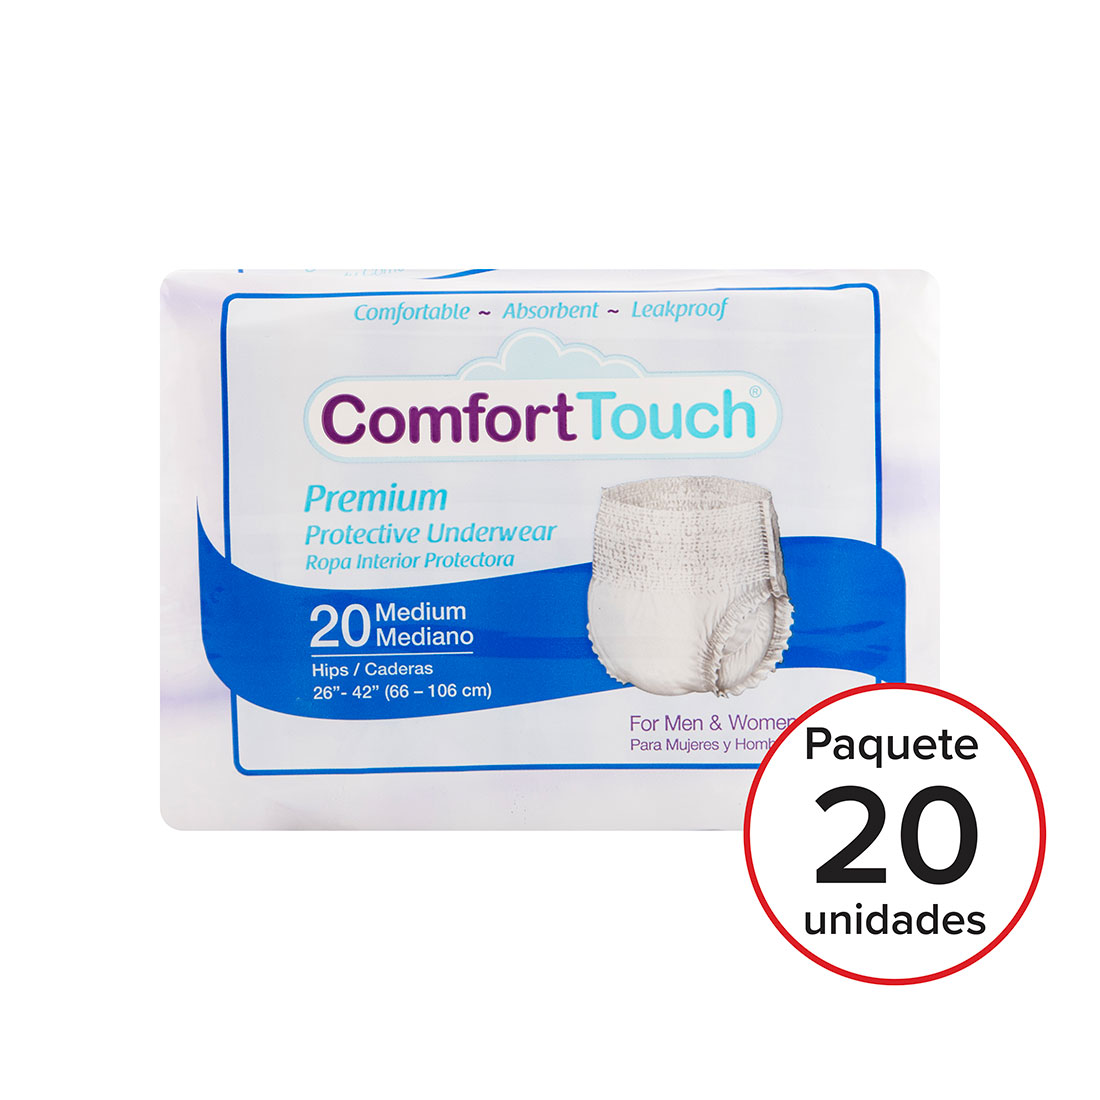 Comfortable ~ Absorbent ~ Leakproof
ComfortTouch®
Premium
Protective Underwear
Ropa Interior Protectora
20 Medium
Mediano
Hips / Caderas
26”- 42” (66 – 106 cm)
For Men & Women
Para Mujeres y Homb
Paquete
20
unidades